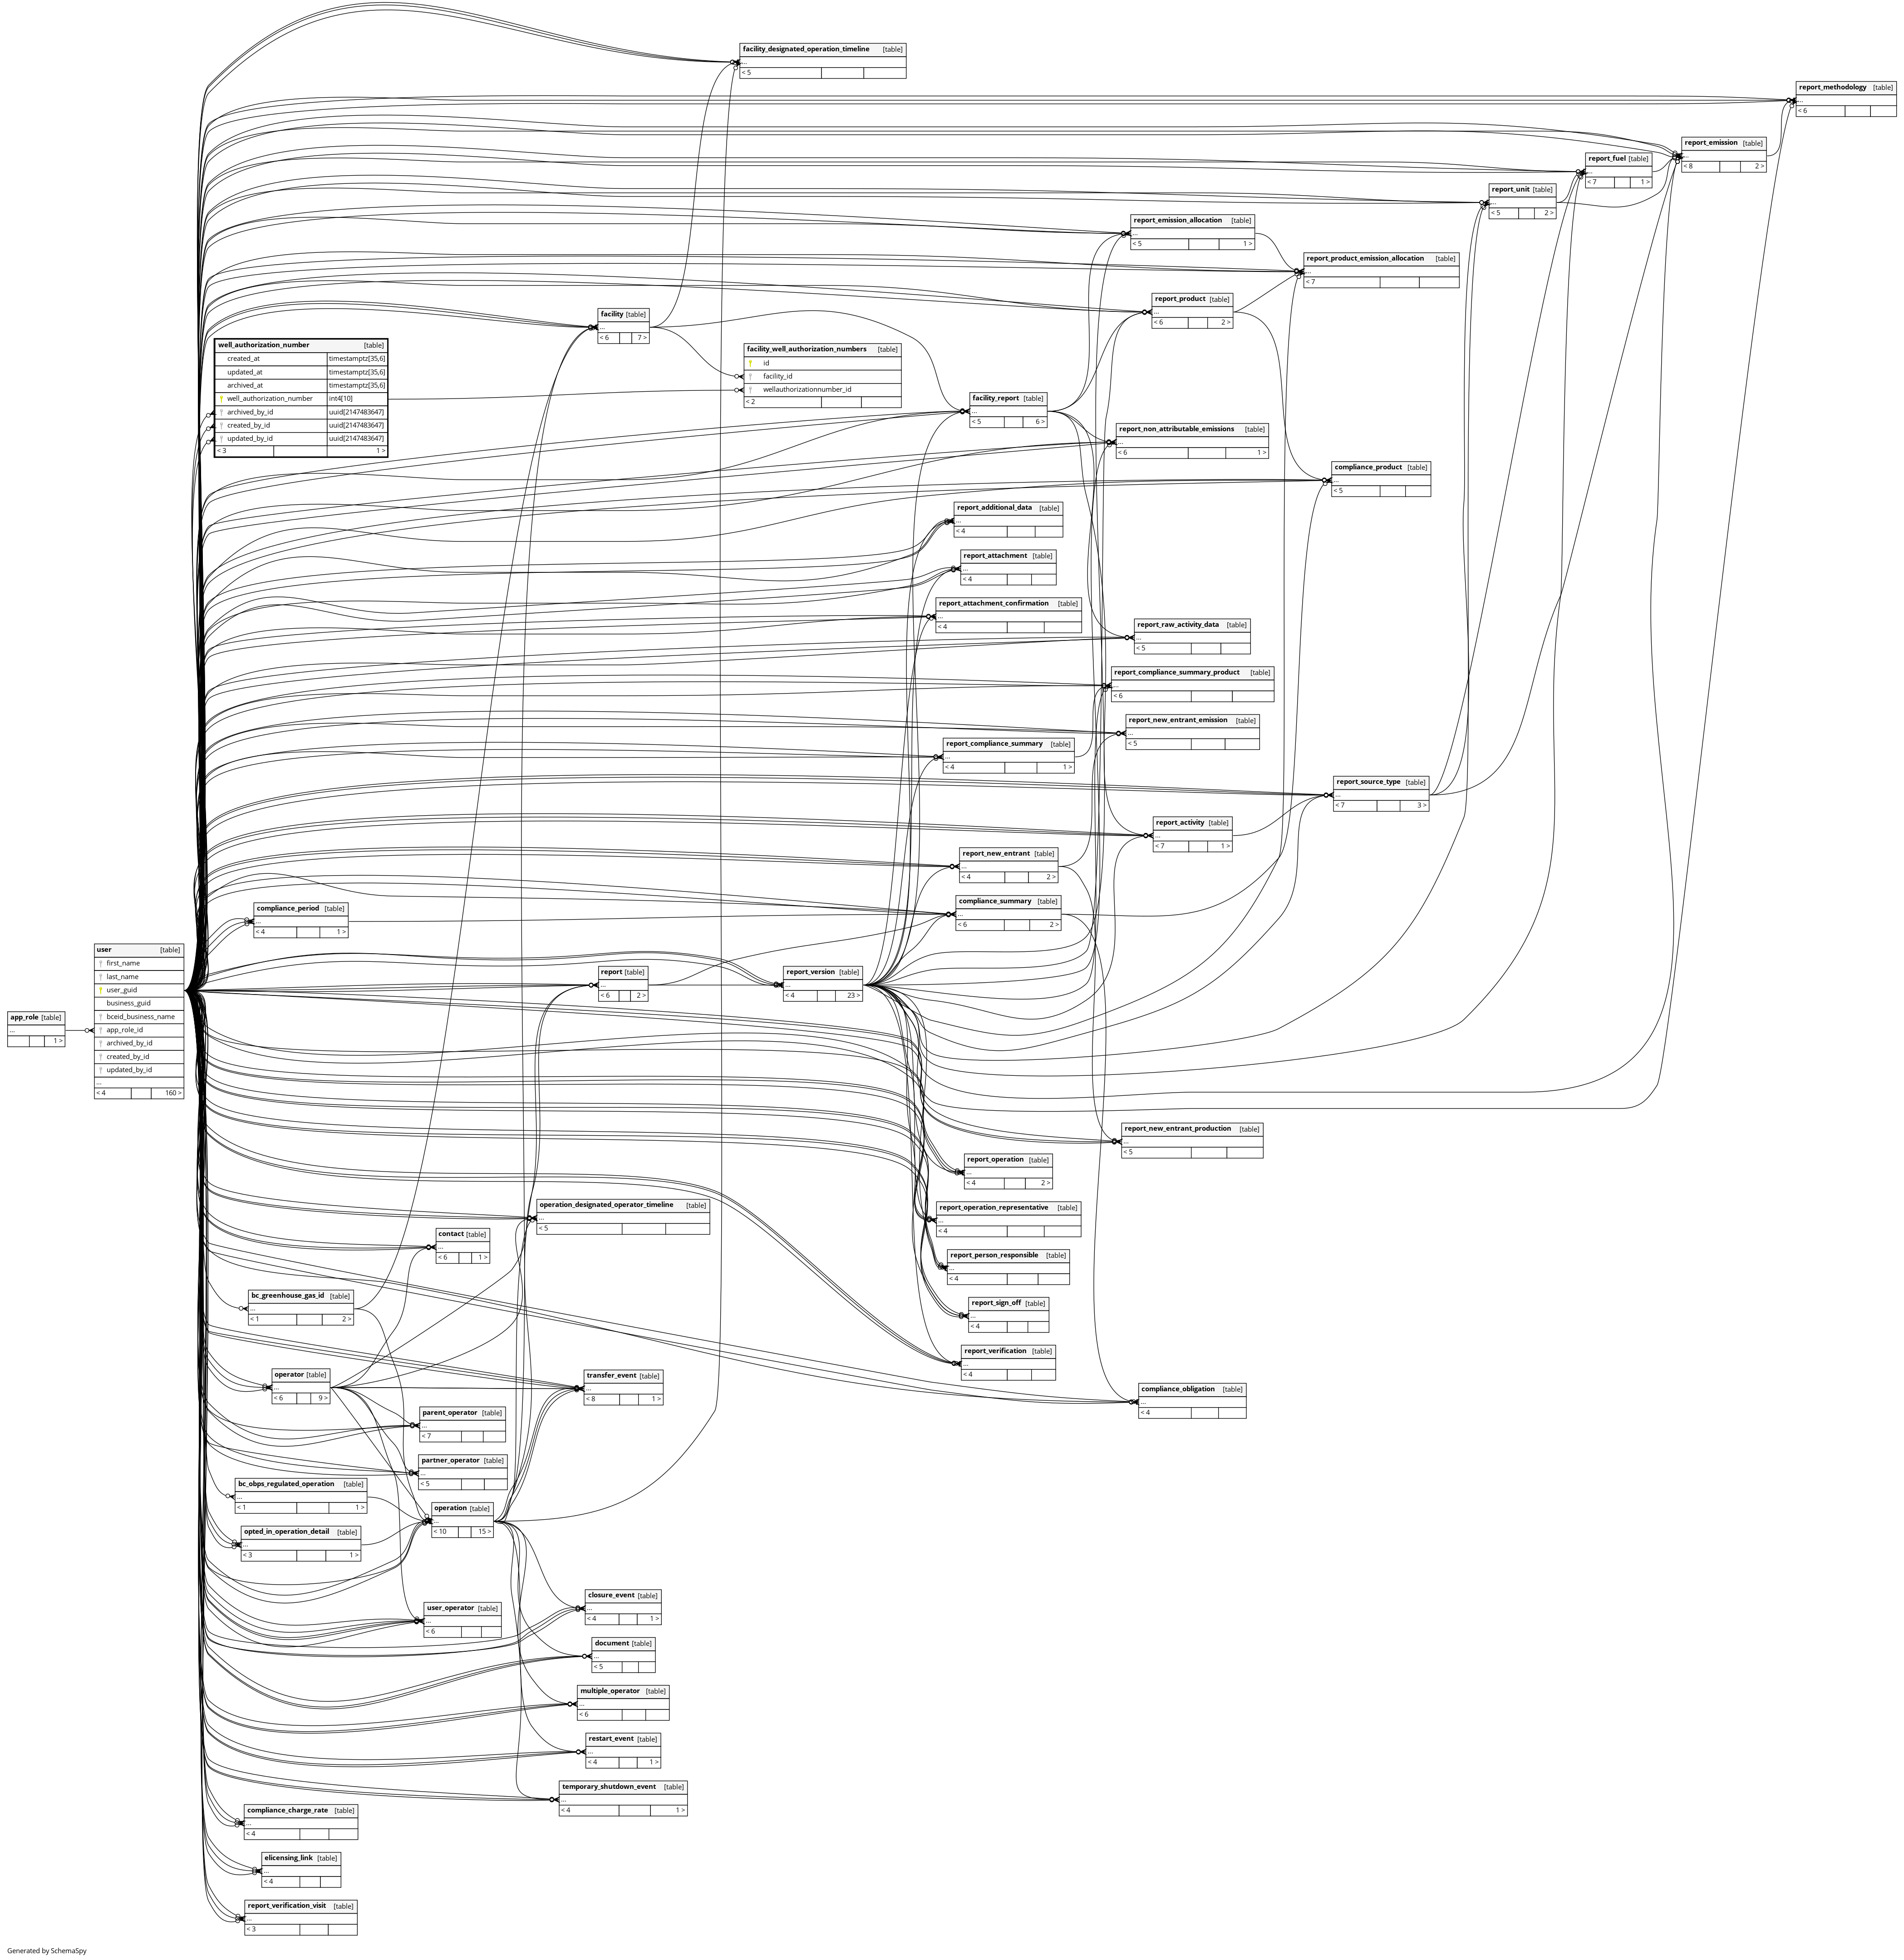 facility_designated_operation_timeline [table]
...
< 5
report_methodology [table]
...
< 6
report_emission [table]
...
< 8 2 >
report_fuel [table]
...
< 7 1 >
report_unit [table]
...
< 5 2 >
report_emission_allocation [table]
...
< 5 1 >
report_product_emission_allocation [table]
...
< 7
report_product [table]
...
< 6 2 >
facility [table]
...
< 6 7 >
well_authorization_number [table]
created_at timestamptz[35,6]
updated_at timestamptz[35,6]
archived_at timestamptz[35,6]
well_authorization_number int4[10]
archived_by_id uuid[2147483647]
created_by_id uuid[2147483647]
updated_by_id uuid[2147483647]
< 3 1 >
facility_well_authorization_numbers [table]
id
facility_id
wellauthorizationnumber_id
< 2
facility_report [table]
...
< 5 6 >
report_non_attributable_emissions [table]
...
< 6 1 >
compliance_product [table]
...
< 5
report_additional_data [table]
...
< 4
report_attachment [table]
...
< 4
report_attachment_confirmation [table]
...
< 4
report_raw_activity_data [table]
...
< 5
report_compliance_summary_product [table]
...
< 6
report_new_entrant_emission [table]
...
< 5
report_compliance_summary [table]
...
< 4 1 >
report_source_type [table]
...
< 7 3 >
report_activity [table]
...
< 7 1 >
report_new_entrant [table]
...
< 4 2 >
compliance_summary [table]
...
< 6 2 >
compliance_period [table]
...
< 4 1 >
user [table]
first_name
last_name
user_guid
business_guid
bceid_business_name
app_role_id
archived_by_id
created_by_id
updated_by_id
...
< 4 160 >
app_role [table]
...
1 >
report [table]
...
< 6 2 >
report_version [table]
...
< 4 23 >
report_new_entrant_production [table]
...
< 5
report_operation [table]
...
< 4 2 >
report_operation_representative [table]
...
< 4
report_person_responsible [table]
...
< 4
report_sign_off [table]
...
< 4
report_verification [table]
...
< 4
compliance_obligation [table]
...
< 4
operation_designated_operator_timeline [table]
...
< 5
contact [table]
...
< 6 1 >
bc_greenhouse_gas_id [table]
...
< 1 2 >
operator [table]
...
< 6 9 >
transfer_event [table]
...
< 8 1 >
parent_operator [table]
...
< 7
partner_operator [table]
...
< 5
bc_obps_regulated_operation [table]
...
< 1 1 >
operation [table]
...
< 10 15 >
opted_in_operation_detail [table]
...
< 3 1 >
closure_event [table]
...
< 4 1 >
user_operator [table]
...
< 6
document [table]
...
< 5
multiple_operator [table]
...
< 6
restart_event [table]
...
< 4 1 >
temporary_shutdown_event [table]
...
< 4 1 >
compliance_charge_rate [table]
...
< 4
elicensing_link [table]
...
< 4
report_verification_visit [table]
...
< 3
Generated by SchemaSpy